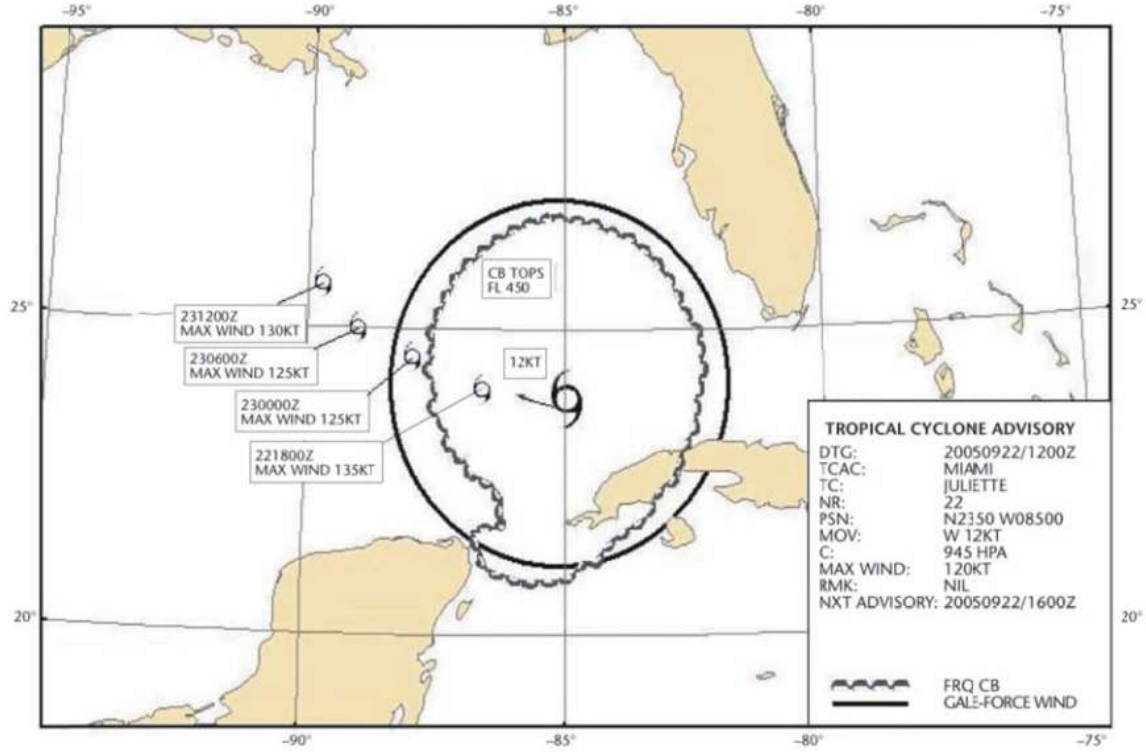 −95° −90° −85° −80° −75°
CB TOPS
FL 450
25° 25°
231200Z
MAX WIND 130KT
230600Z
MAX WIND 125KT
12KT
230000Z
MAX WIND 125KT
221800Z
MAX WIND 135KT
TROPICAL CYCLONE ADVISORY
DTG: 20050922/1200Z
TCAC: MIAMI
TC: JULIETTE
NR: 22
PSN: N2350 W08500
MOV: W 12KT
C: 945 HPA
MAX WIND: 120KT
RMK: NIL
NXT ADVISORY: 20050922/1600Z
20° 20°
FRQ CB
GALE-FORCE WIND
−90° −85° −80° −75°